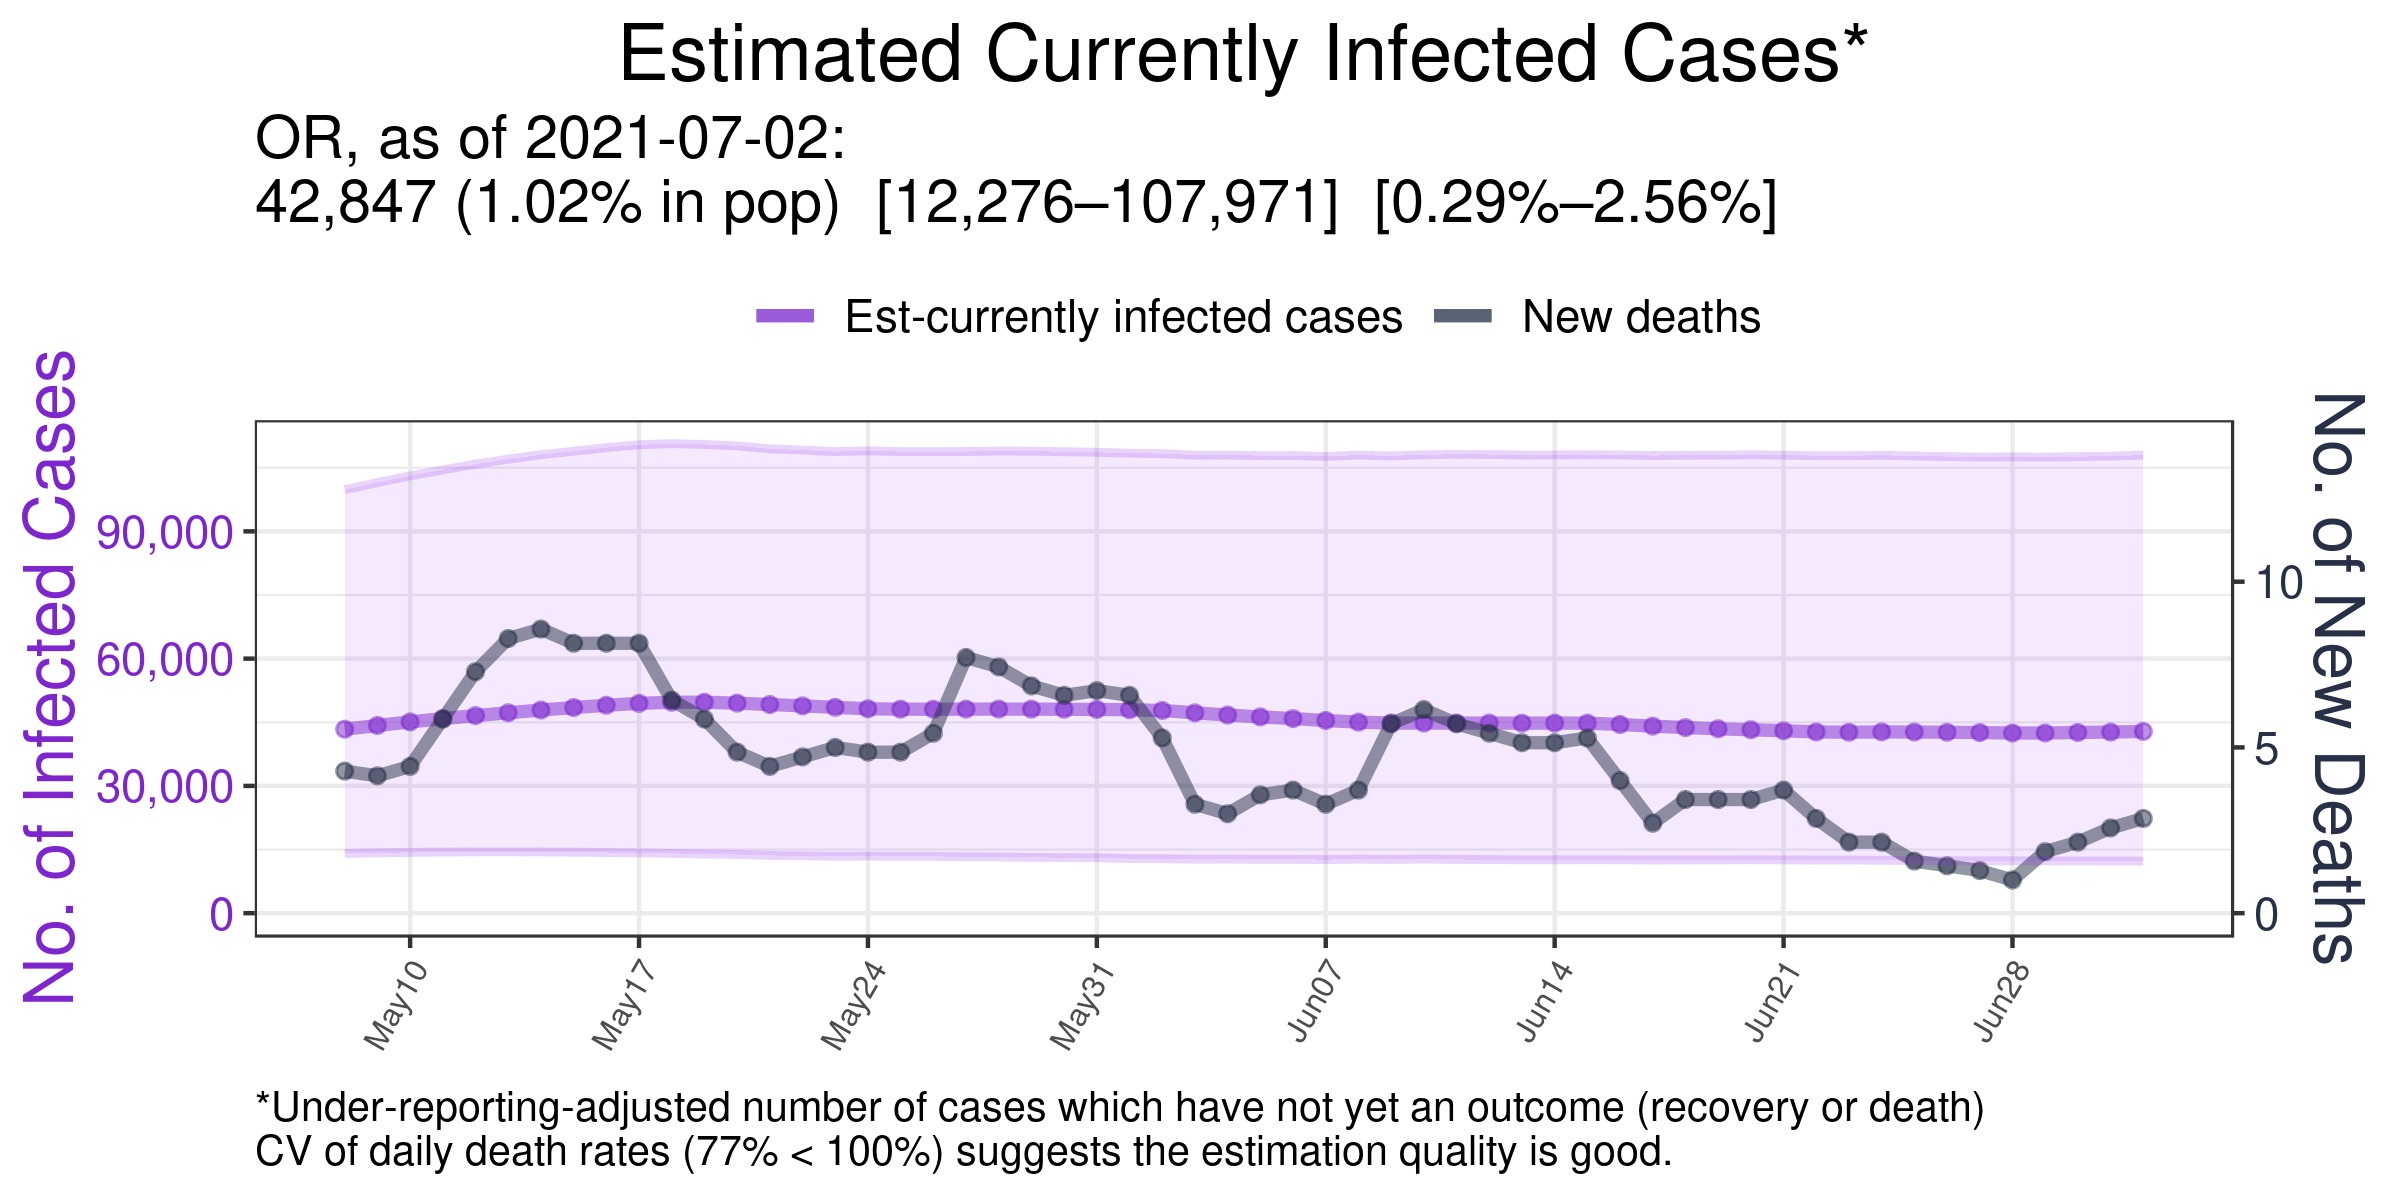 Estimated Currently Infected Cases*
OR, as of 2021-07-02:
42,847 (1.02% in pop)  [12,276–107,971]  [0.29%–2.56%]
Est-currently infected cases
New deaths
No. of Infected Cases
90,000
60,000
30,000
0
No. of New Deaths
10
5
0
May10
May17
May24
May31
Jun07
Jun14
Jun21
Jun28
*Under-reporting-adjusted number of cases which have not yet an outcome (recovery or death)
CV of daily death rates (77% < 100%) suggests the estimation quality is good.